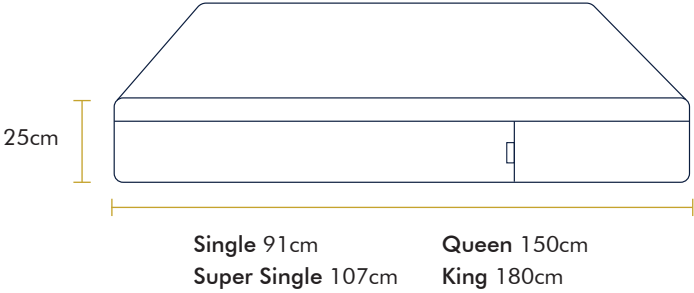 25cm
Single 91cm
Queen 150cm
Super Single 107cm
King 180cm